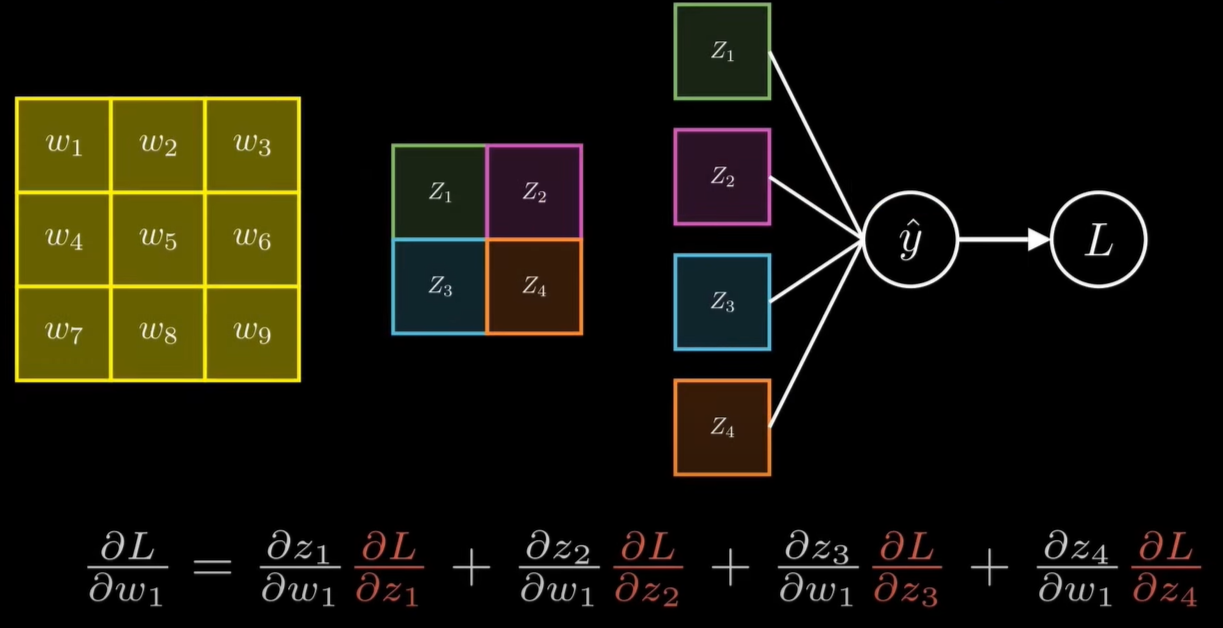 w₁ w₂ w₃
w₄ w₅ w₆
w₇ w₈ w₉
z₁ z₂
z₃ z₄
z₁
z₂
z₃
z₄
ŷ
L
∂L/∂w₁ = ∂z₁/∂w₁ ∂L/∂z₁ + ∂z₂/∂w₁ ∂L/∂z₂ + ∂z₃/∂w₁ ∂L/∂z₃ + ∂z₄/∂w₁ ∂L/∂z₄